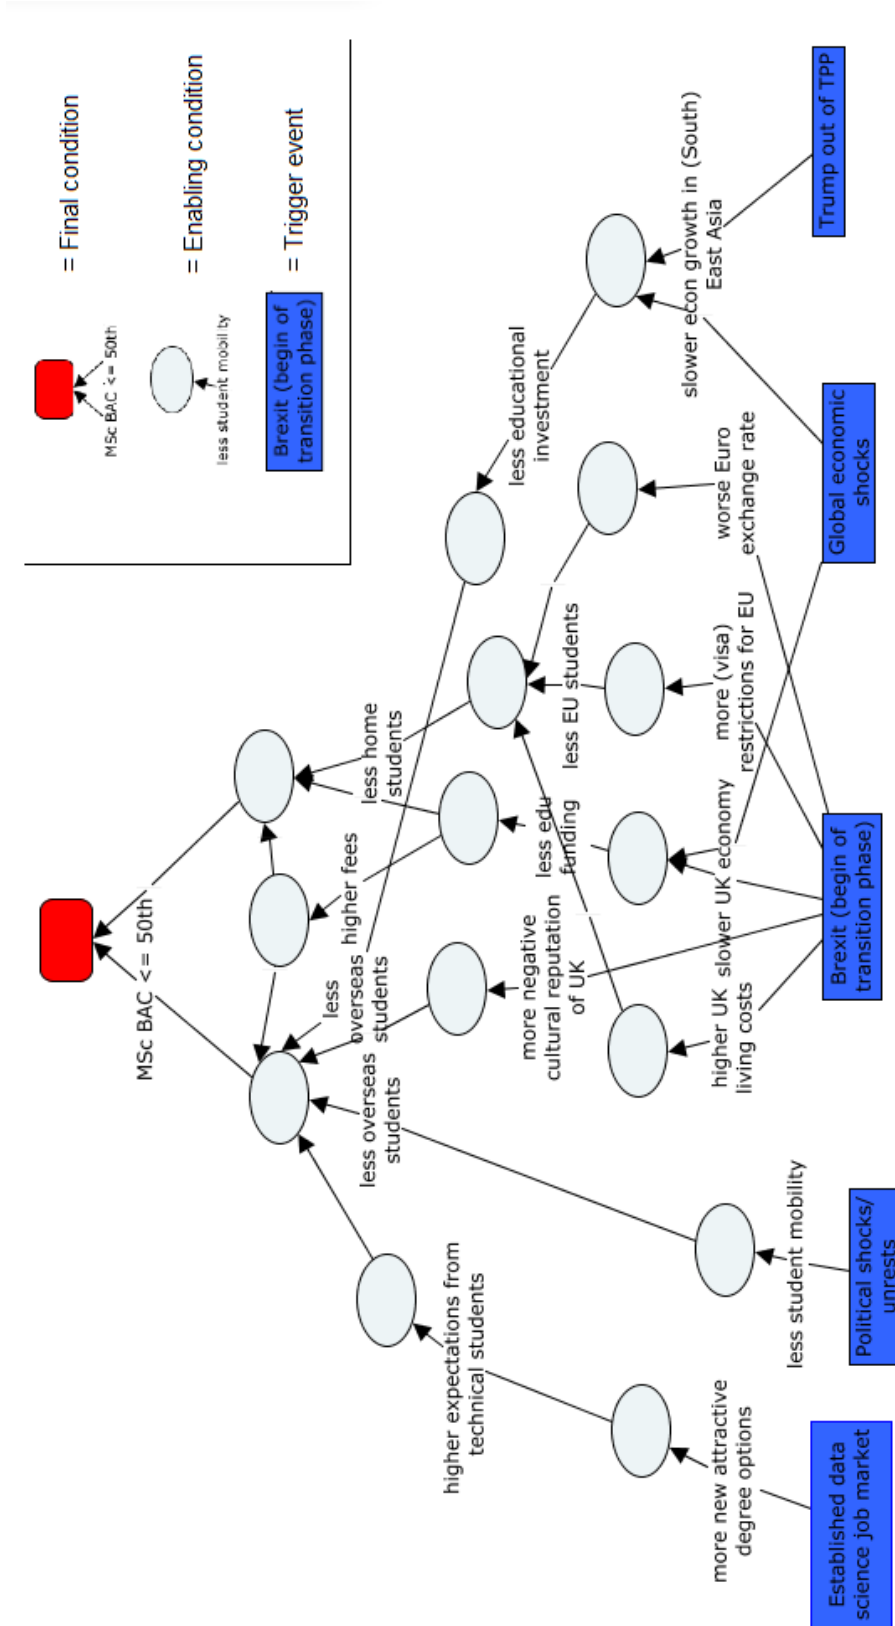 MSc BAC <= 50th
= Final condition
less student mobility
= Enabling condition
Brexit (begin of
transition phase)
= Trigger event
MSc BAC <= 50th
less home
students
higher fees
less
overseas
students
less overseas
students
higher expectations from
technical students
less educational
investment
less EU students
less edu
funding
more negative
cultural reputation
of UK
slower econ growth in (South)
East Asia
worse Euro
exchange rate
more (visa)
restrictions for EU
slower UK economy
higher UK
living costs
less student mobility
more new attractive
degree options
Trump out of TPP
Global economic
shocks
Brexit (begin of
transition phase)
Political shocks/
unrests
Established data
science job market